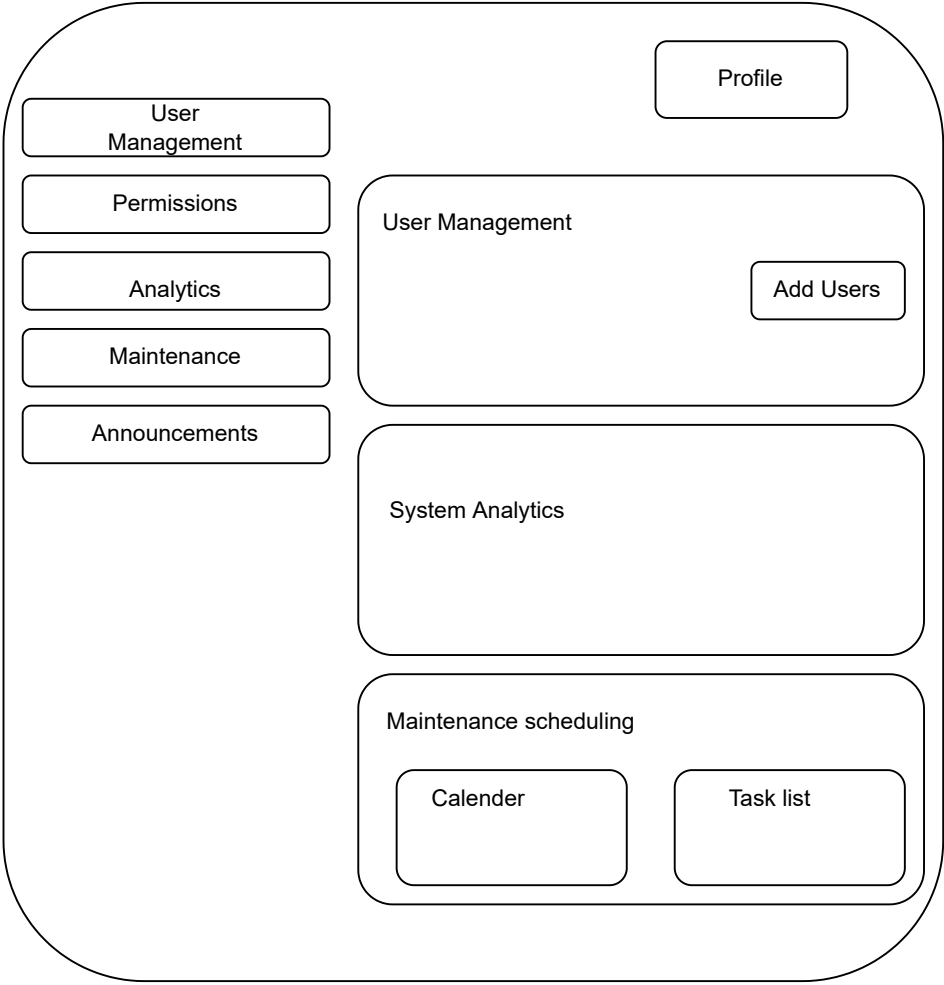 Profile
User
Management
Permissions
Analytics
Maintenance
Announcements
User Management
Add Users
System Analytics
Maintenance scheduling
Calender
Task list